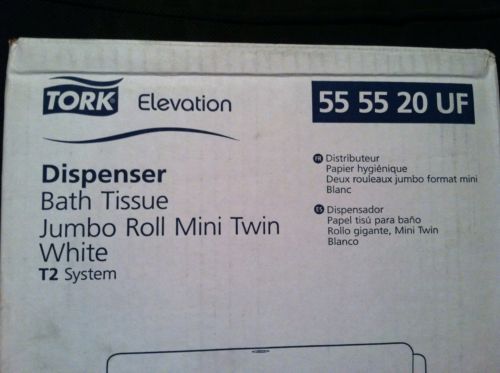 TORK Elevation
55 55 20 UF
Dispenser
Bath Tissue
Jumbo Roll Mini Twin
White
T2 System
FR Distributeur
Papier hygiénique
Deux rouleaux jumbo format mini
Blanc
ES Dispensador
Papel tisú para baño
Rollo gigante, Mini Twin
Blanco